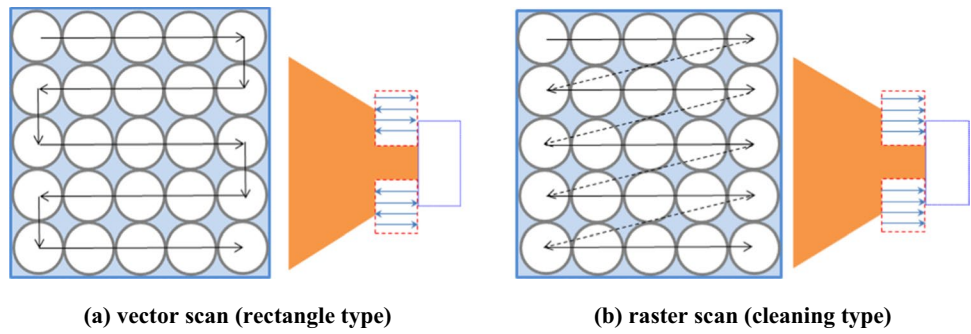 (a) vector scan (rectangle type)
(b) raster scan (cleaning type)